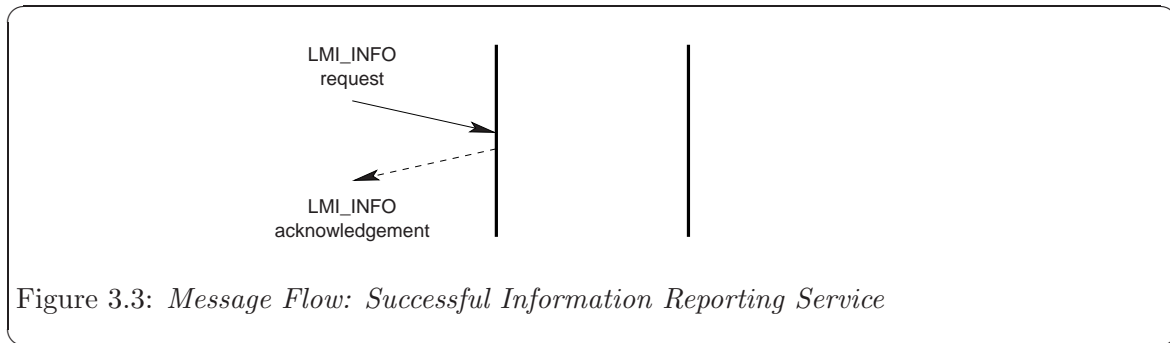 LMI_INFO
request
LMI_INFO
acknowledgement
Figure 3.3: Message Flow: Successful Information Reporting Service